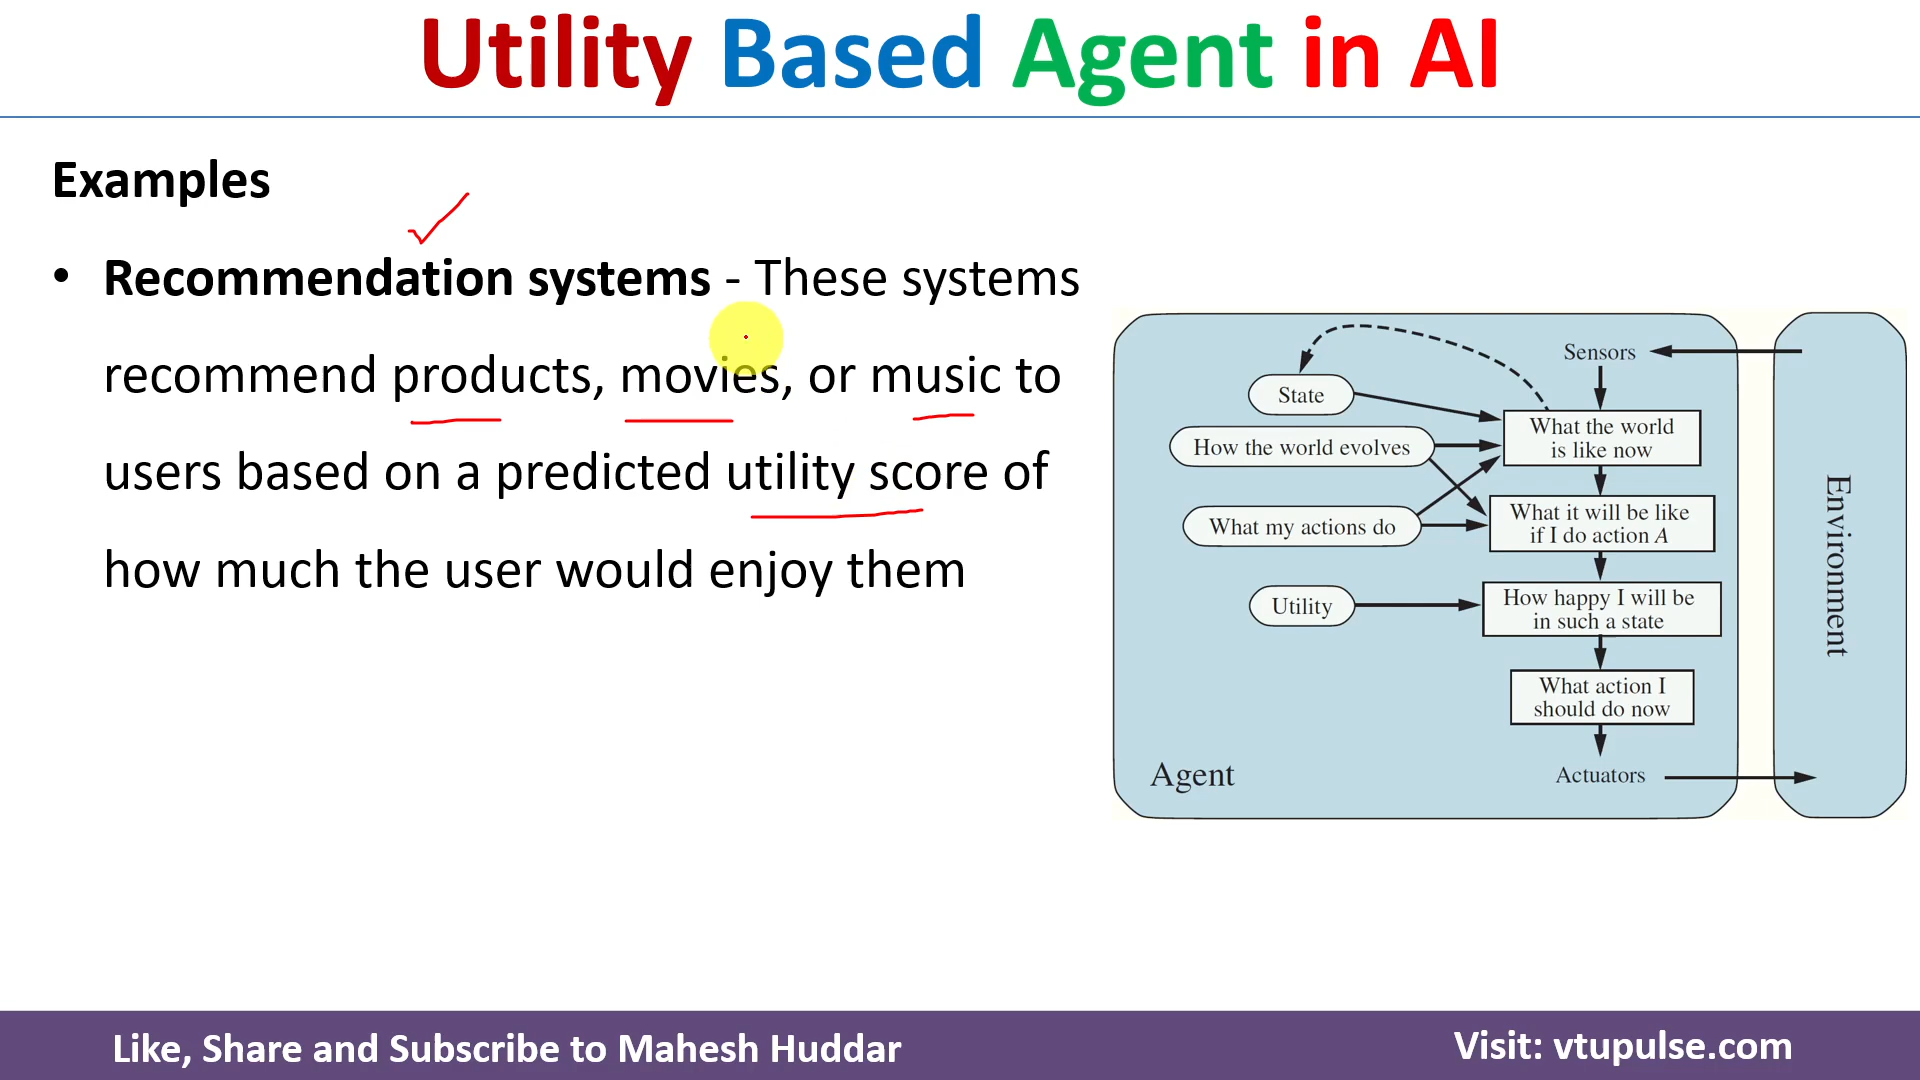 Utility Based Agent in AI
Examples
• Recommendation systems - These systems
recommend products, movies, or music to
users based on a predicted utility score of
how much the user would enjoy them
Sensors
State
What the world
is like now
How the world evolves
What it will be like
if I do action A
What my actions do
How happy I will be
in such a state
Utility
What action I
should do now
Agent
Actuators
Environment
Like, Share and Subscribe to Mahesh Huddar
Visit: vtupulse.com